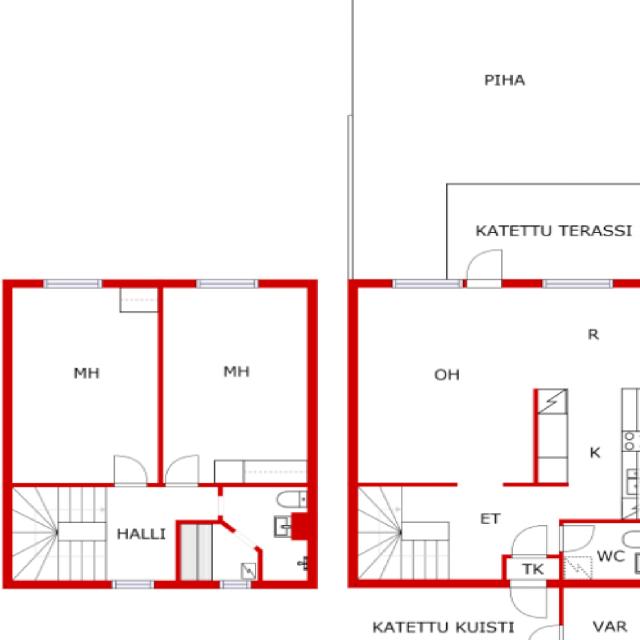 PIHA
KATETTU TERASSI
R
MH
MH
OH
K
ET
HALLI
WC
TK
KATETTU KUISTI
VAR